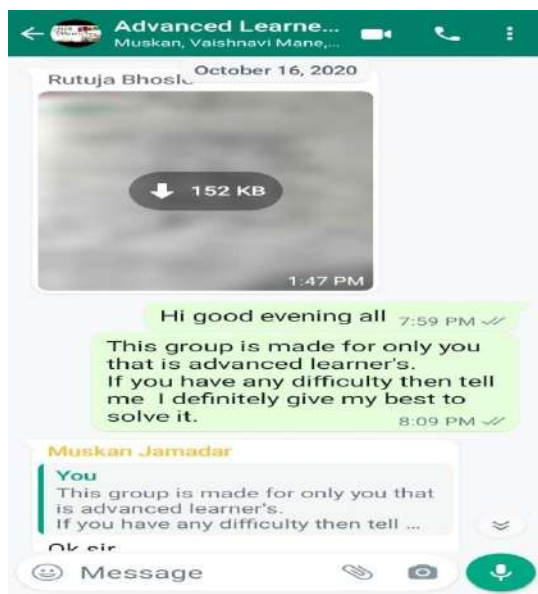 Advanced Learne...
Muskan, Vaishnavi Mane,...
October 16, 2020
Rutuja
152 KB
1:47 PM
Hi good evening all 7:59 PM
This group is made for only you
that is advanced learner's.
If you have any difficulty then tell
me I definitely give my best to
solve it. 8:09 PM
Muskan Jamadar
You
This group is made for only you that
is advanced learner's.
If you have any difficulty then tell ...
Ok sir
Message